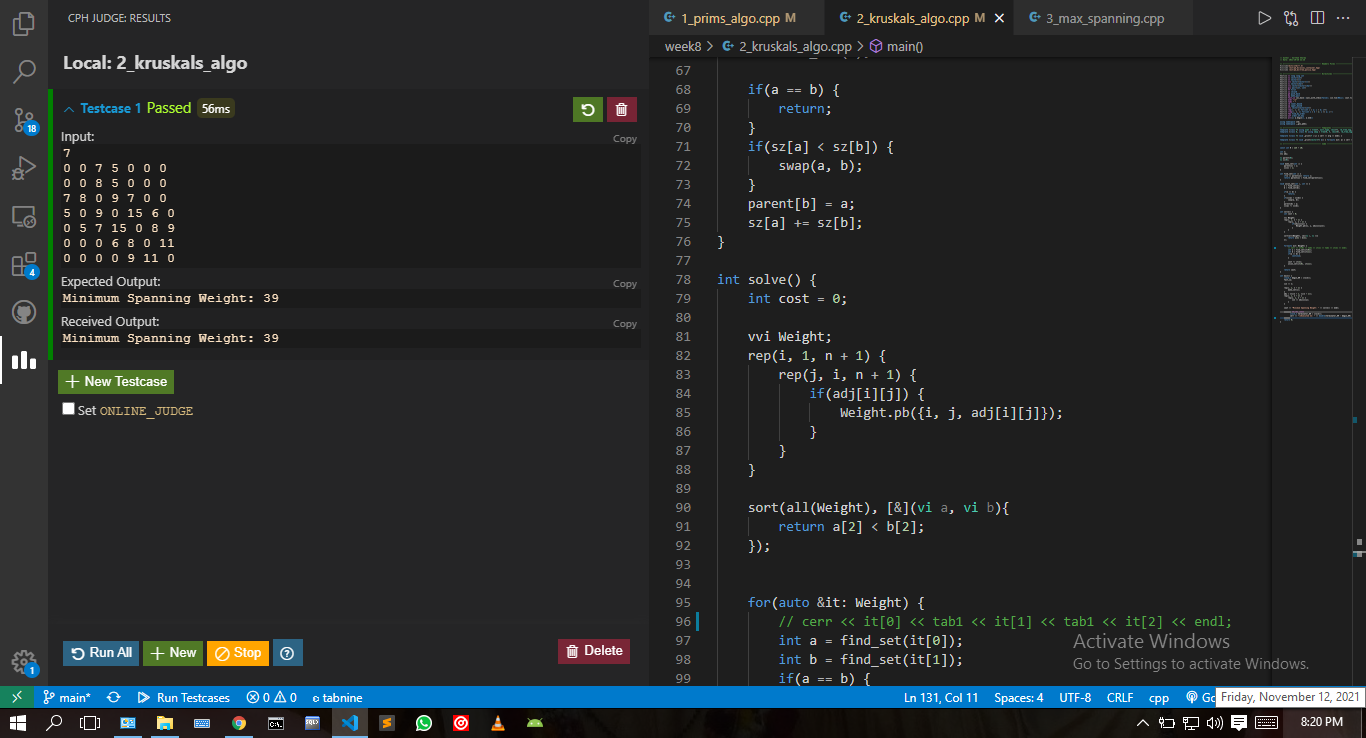 CPH JUDGE: RESULTS
Local: 2_kruskals_algo
Testcase 1 Passed 56ms
Input:
Copy
7
0 0 7 5 0 0 0
0 0 8 5 0 0 0
7 8 0 9 7 0 0
5 0 9 0 15 6 0
0 5 7 15 0 8 9
0 0 0 6 8 0 11
0 0 0 0 9 11 0
Expected Output:
Copy
Minimum Spanning Weight: 39
Received Output:
Copy
Minimum Spanning Weight: 39
New Testcase
Set ONLINE_JUDGE
Run All
New
Stop
Delete
18
4
1
1_prims_algo.cpp M
2_kruskals_algo.cpp M
3_max_spanning.cpp
week8 > 2_kruskals_algo.cpp > main()
67
68 if(a == b) {
69 return;
70 }
71 if(sz[a] < sz[b]) {
72 swap(a, b);
73 }
74 parent[b] = a;
75 sz[a] += sz[b];
76 }
77
78 int solve() {
79 int cost = 0;
80
81 vvi Weight;
82 rep(i, 1, n + 1) {
83 rep(j, i, n + 1) {
84 if(adj[i][j]) {
85 Weight.pb({i, j, adj[i][j]});
86 }
87 }
88 }
89
90 sort(all(Weight), [&](vi a, vi b){
91 return a[2] < b[2];
92 });
93
94
95 for(auto &it: Weight) {
96 // cerr << it[0] << tab1 << it[1] << tab1 << it[2] << endl;
97 int a = find_set(it[0]);
98 int b = find_set(it[1]);
99 if(a == b) {
Activate Windows
Go to Settings to activate Windows.
main*
Run Testcases
0 0
tabnine
Ln 131, Col 11
Spaces: 4
UTF-8
CRLF
cpp
Friday, November 12, 2021
8:20 PM